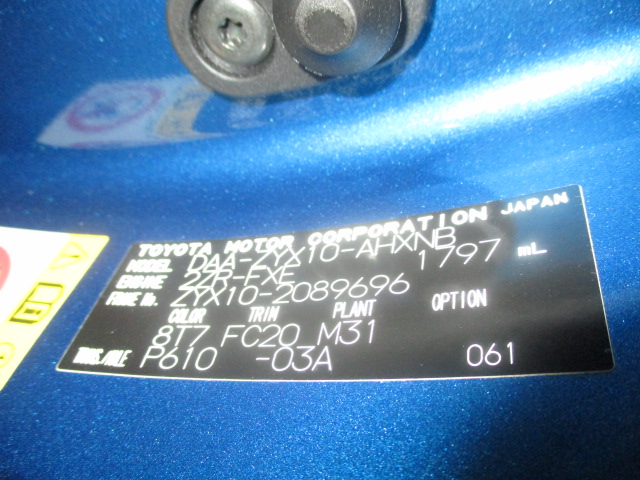 TOYOTA MOTOR CORPORATION JAPAN
MODEL DAA-ZYX10-AHXNB
ENGINE 2ZR-FXE 1797 mL
FRAME No. ZYX10-2089696
COLOR TRIM PLANT OPTION
8T7 FC20 M31
TRANS./AXLE P610 -03A 061